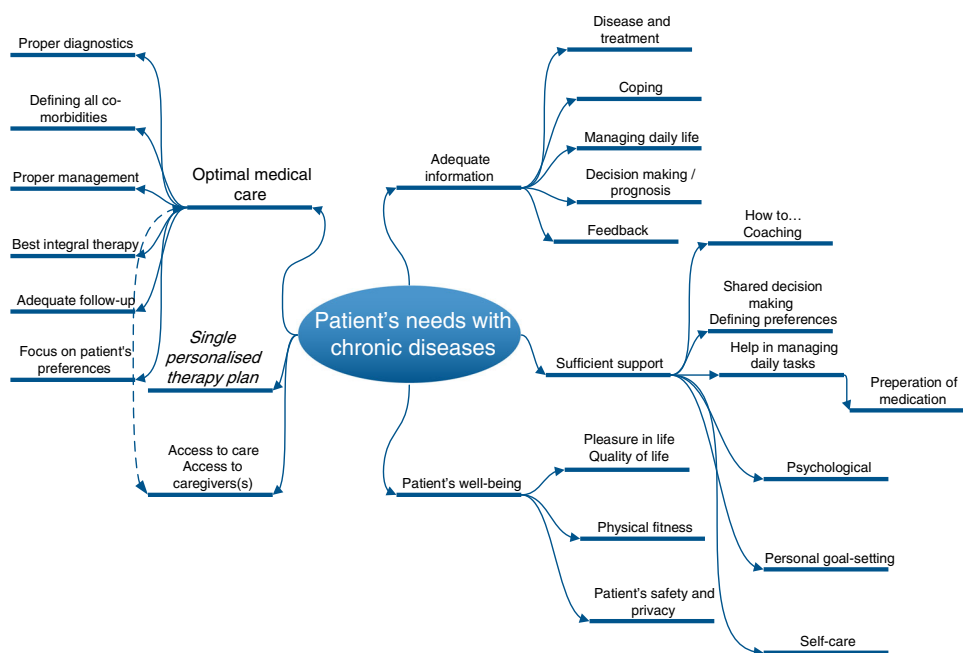 Proper diagnostics
Defining all co-
morbidities
Proper management
Best integral therapy
Adequate follow-up
Focus on patient's
preferences
Optimal medical
care
Single
personalised
therapy plan
Access to care
Access to
caregivers(s)
Patient's needs with
chronic diseases
Adequate
information
Disease and
treatment
Coping
Managing daily life
Decision making /
prognosis
Feedback
Sufficient support
How to…
Coaching
Shared decision
making
Defining preferences
Help in managing
daily tasks
Preperation of
medication
Psychological
Personal goal-setting
Self-care
Patient's well-being
Pleasure in life
Quality of life
Physical fitness
Patient's safety and
privacy